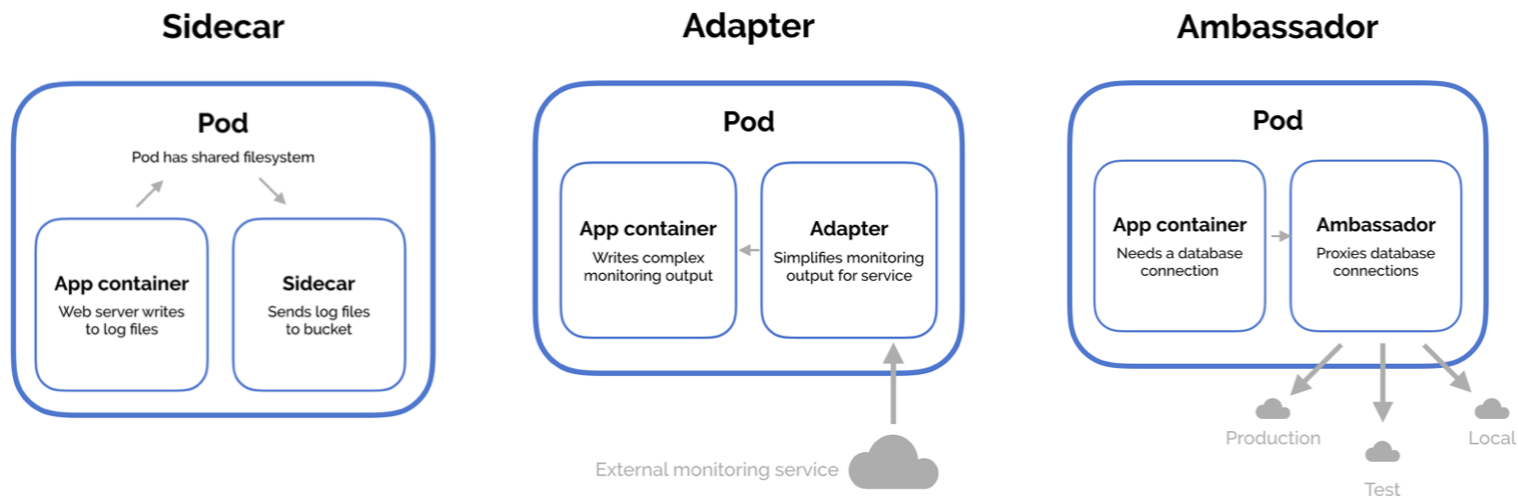 Sidecar
Pod
Pod has shared filesystem
App container
Web server writes
to log files
Sidecar
Sends log files
to bucket
Adapter
Pod
App container
Writes complex
monitoring output
Adapter
Simplifies monitoring
output for service
External monitoring service
Ambassador
Pod
App container
Needs a database
connection
Ambassador
Proxies database
connections
Production
Test
Local